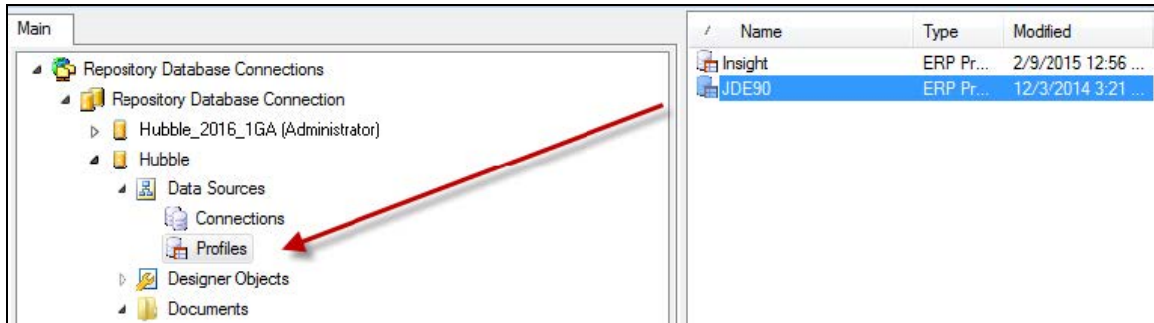 Main
Repository Database Connections
Repository Database Connection
Hubble_2016_1GA (Administrator)
Hubble
Data Sources
Connections
Profiles
Designer Objects
Documents
/ Name Type Modified
Insight ERP Pr... 2/9/2015 12:56 ...
JDE90 ERP Pr... 12/3/2014 3:21 ...